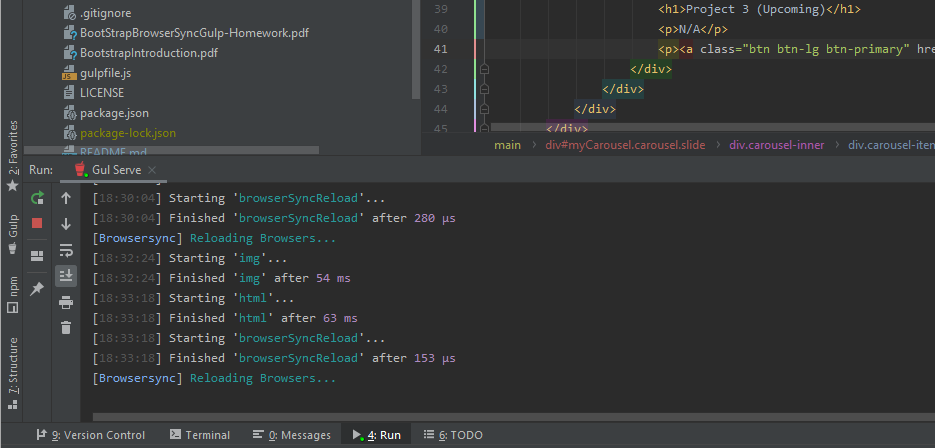 .gitignore
BootStrapBrowserSyncGulp-Homework.pdf
BootstrapIntroduction.pdf
gulpfile.js
LICENSE
package.json
package-lock.json
README.md
39 <h1>Project 3 (Upcoming)</h1>
40 <p>N/A</p>
41 <p><a class="btn btn-lg btn-primary" hre
42 </div>
43 </div>
44 </div>
45 </div>
main > div#myCarousel.carousel.slide > div.carousel-inner > div.carousel-item
2: Favorites
Gulp
npm
7: Structure
Run: Gul Serve
[18:30:04] Starting 'browserSyncReload'...
[18:30:04] Finished 'browserSyncReload' after 280 μs
[Browsersync] Reloading Browsers...
[18:32:24] Starting 'img'...
[18:32:24] Finished 'img' after 54 ms
[18:33:18] Starting 'html'...
[18:33:18] Finished 'html' after 63 ms
[18:33:18] Starting 'browserSyncReload'...
[18:33:18] Finished 'browserSyncReload' after 153 μs
[Browsersync] Reloading Browsers...
9: Version Control Terminal 0: Messages 4: Run 6: TODO